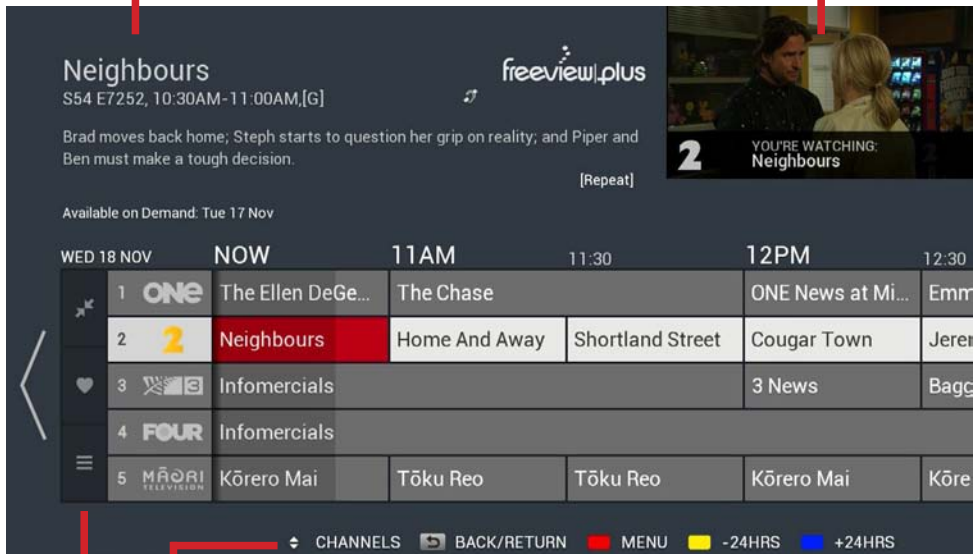 Neighbours
freeview plus
S54 E7252, 10:30AM-11:00AM,[G]
Brad moves back home; Steph starts to question her grip on reality; and Piper and
Ben must make a tough decision.
[Repeat]
2 YOU'RE WATCHING:
Neighbours
Available on Demand: Tue 17 Nov
WED 18 NOV NOW 11AM 11:30 12PM 12:30
1 ONE The Ellen DeGe... The Chase ONE News at Mi... Emm
2 2 Neighbours Home And Away Shortland Street Cougar Town Jerer
3 3 Infomercials 3 News Bagg
4 FOUR Infomercials
5 MĀORI TELEVISION Kōrero Mai Tōku Reo Tōku Reo Kōrero Mai Kōre
CHANNELS BACK/RETURN MENU -24HRS +24HRS